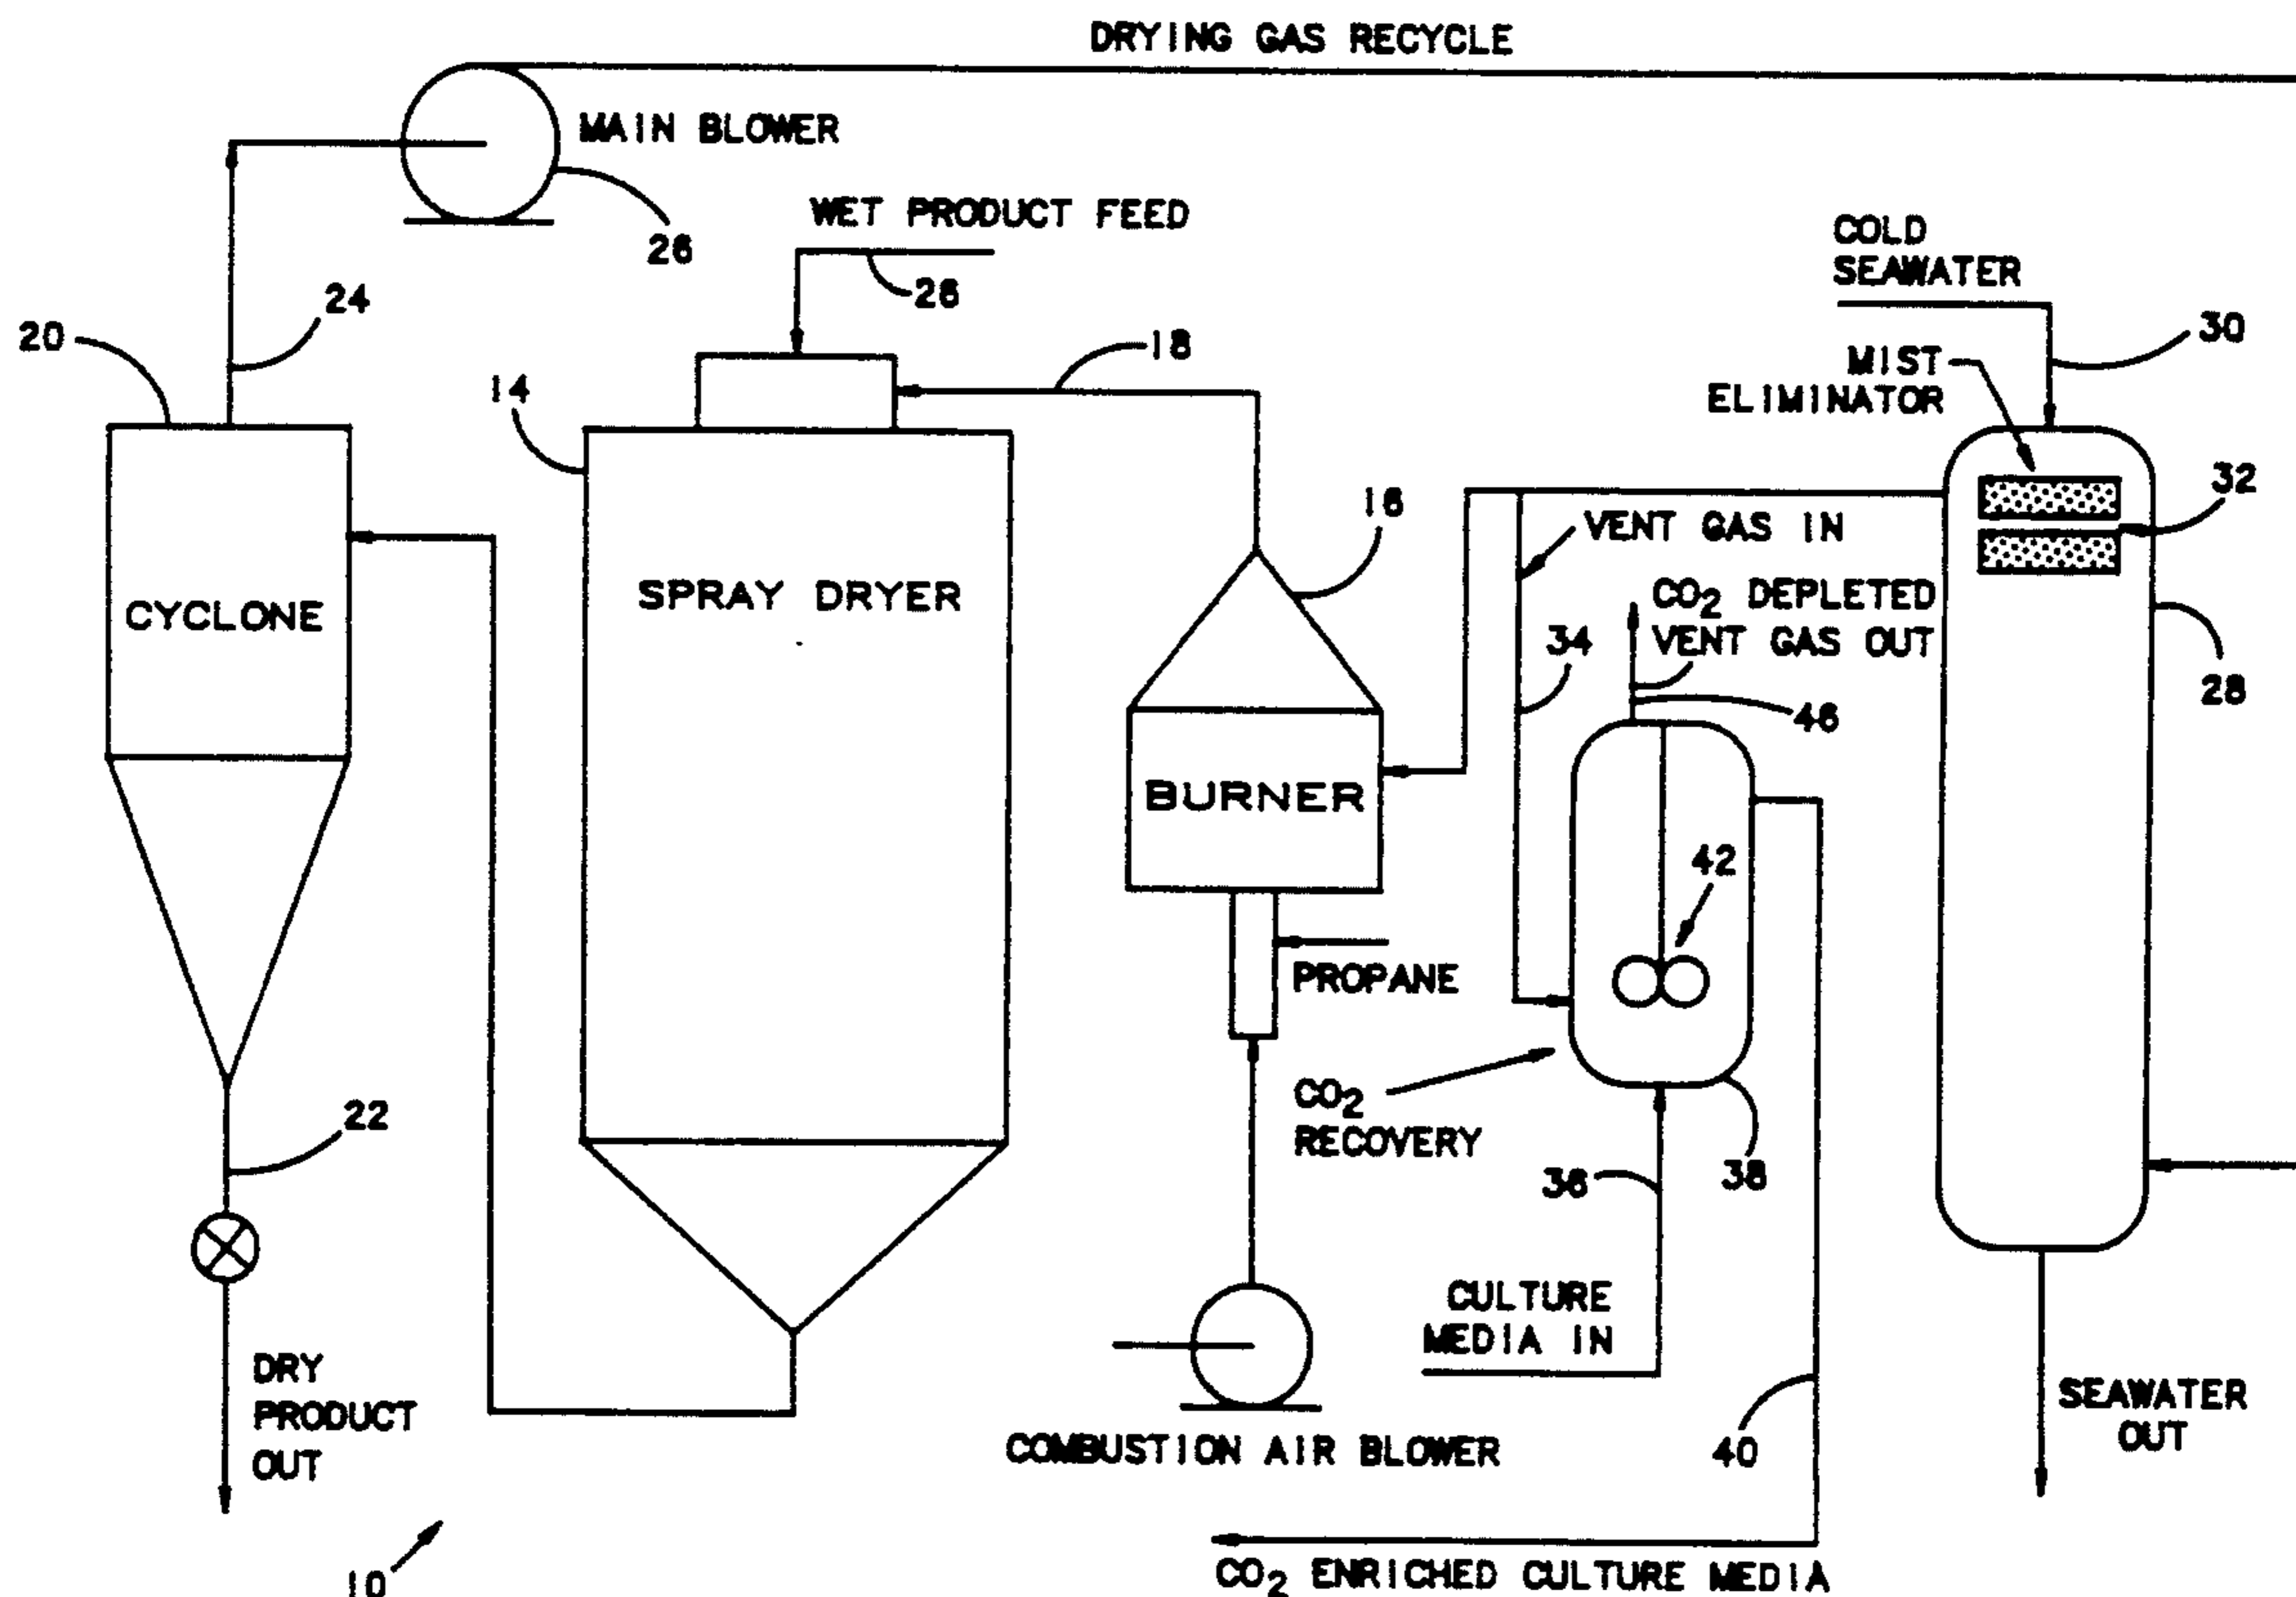 DRYING GAS RECYCLE
MAIN BLOWER
26
WET PRODUCT FEED
26
COLD
SEAWATER
30
24
20
18
MIST
ELIMINATOR
14
32
16
VENT GAS IN
CYCLONE
SPRAY DRYER
CO2 DEPLETED
VENT GAS OUT
34
28
46
BURNER
42
PROPANE
CO2
RECOVERY
22
36
38
CULTURE
MEDIA IN
DRY
PRODUCT
OUT
SEAWATER
OUT
COMBUSTION AIR BLOWER
40
10
CO2 ENRICHED CULTURE MEDIA